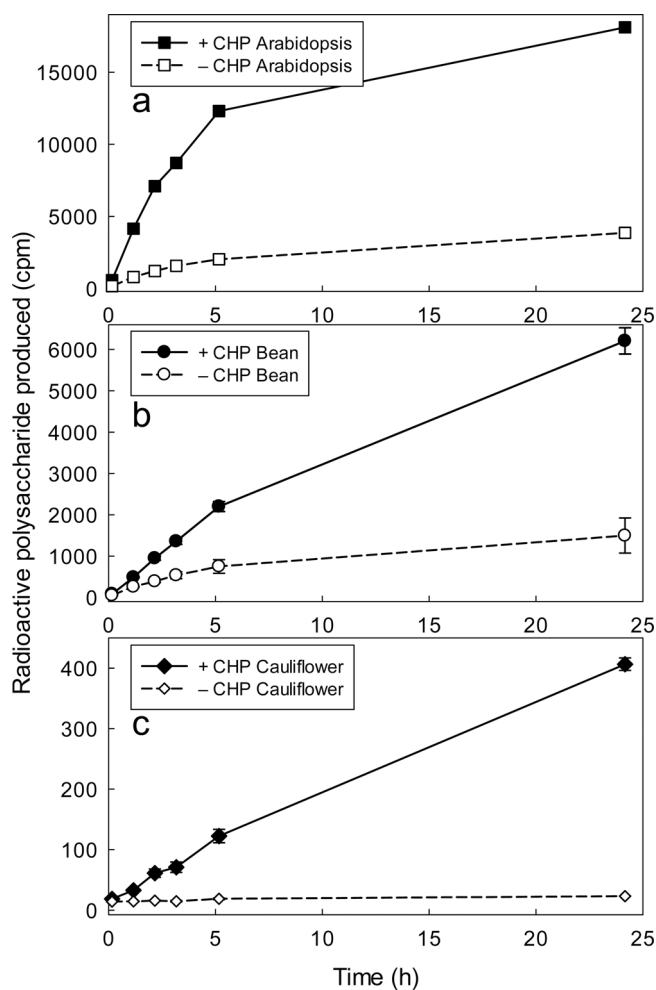 + CHP Arabidopsis
– CHP Arabidopsis
a
15000
10000
5000
0
0 5 10 15 20 25
+ CHP Bean
– CHP Bean
b
6000
5000
4000
3000
2000
1000
0
0 5 10 15 20 25
+ CHP Cauliflower
– CHP Cauliflower
c
400
300
200
100
0
0 5 10 15 20 25
Radioactive polysaccharide produced (cpm)
Time (h)